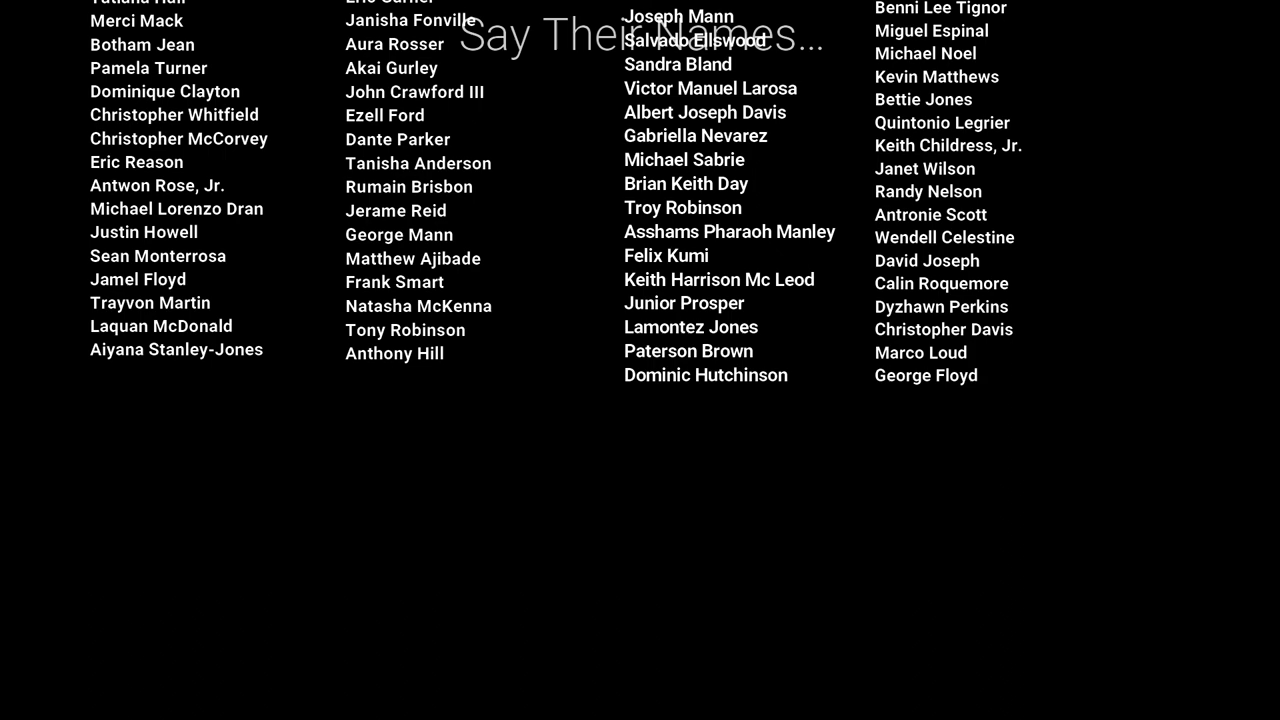 Say Their Names...
Merci Mack
Botham Jean
Pamela Turner
Dominique Clayton
Christopher Whitfield
Christopher McCorvey
Eric Reason
Antwon Rose, Jr.
Michael Lorenzo Dran
Justin Howell
Sean Monterrosa
Jamel Floyd
Trayvon Martin
Laquan McDonald
Aiyana Stanley-Jones
Janisha Fonville
Aura Rosser
Akai Gurley
John Crawford III
Ezell Ford
Dante Parker
Tanisha Anderson
Rumain Brisbon
Jerame Reid
George Mann
Matthew Ajibade
Frank Smart
Natasha McKenna
Tony Robinson
Anthony Hill
Joseph Mann
Salvado Ellswood
Sandra Bland
Victor Manuel Larosa
Albert Joseph Davis
Gabriella Nevarez
Michael Sabrie
Brian Keith Day
Troy Robinson
Asshams Pharaoh Manley
Felix Kumi
Keith Harrison Mc Leod
Junior Prosper
Lamontez Jones
Paterson Brown
Dominic Hutchinson
Benni Lee Tignor
Miguel Espinal
Michael Noel
Kevin Matthews
Bettie Jones
Quintonio Legrier
Keith Childress, Jr.
Janet Wilson
Randy Nelson
Antronie Scott
Wendell Celestine
David Joseph
Calin Roquemore
Dyzhawn Perkins
Christopher Davis
Marco Loud
George Floyd